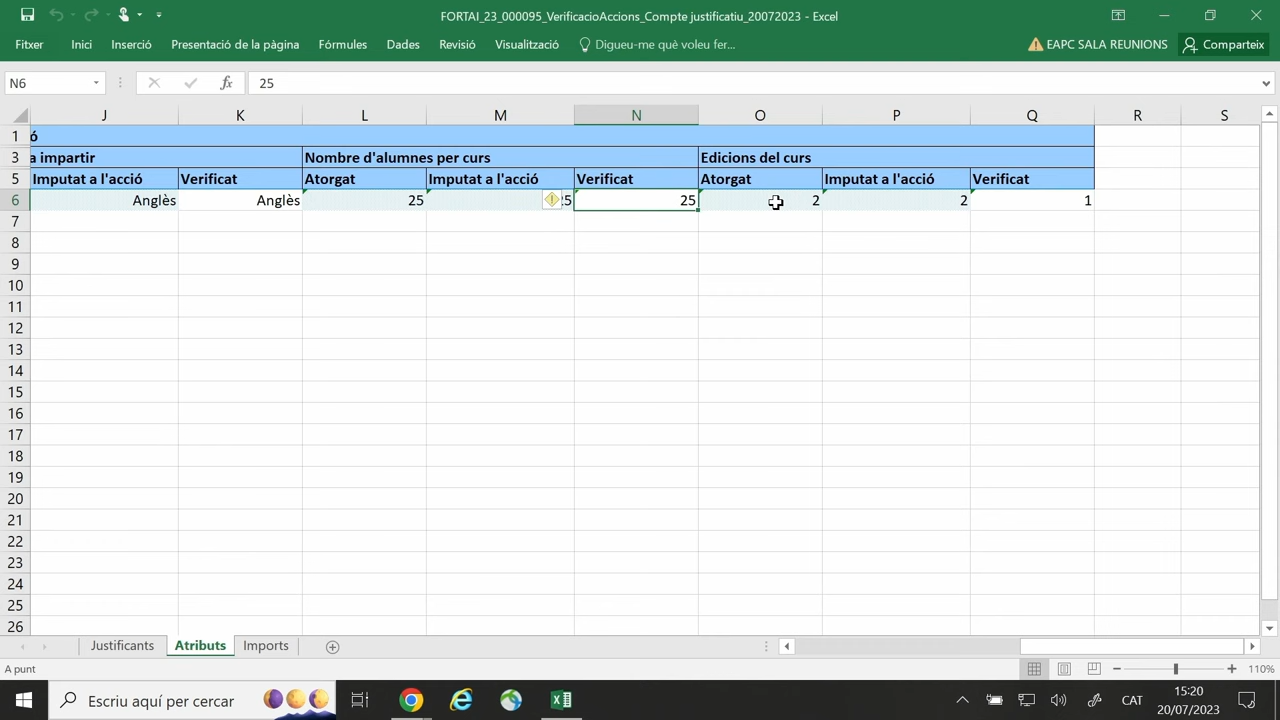 FORTAI_23_000095_VerificacioAccions_Compte justificatiu_20072023 - Excel
Fitxer Inici Inserció Presentació de la pàgina Fórmules Dades Revisió Visualització Digueu-me què voleu fer... EAPC SALA REUNIONS Comparteix
N6 fx 25
J K L M N O P Q R S
1 ó
3 a impartir Nombre d'alumnes per curs Edicions del curs
5 Imputat a l'acció Verificat Atorgat Imputat a l'acció Verificat Atorgat Imputat a l'acció Verificat
6 Anglès Anglès 25 25 2 2 1
7
8
9
10
11
12
13
14
15
16
17
18
19
20
21
22
23
24
25
26
Justificants Atributs Imports
A punt 110%
Escriu aquí per cercar CAT 15:20
20/07/2023